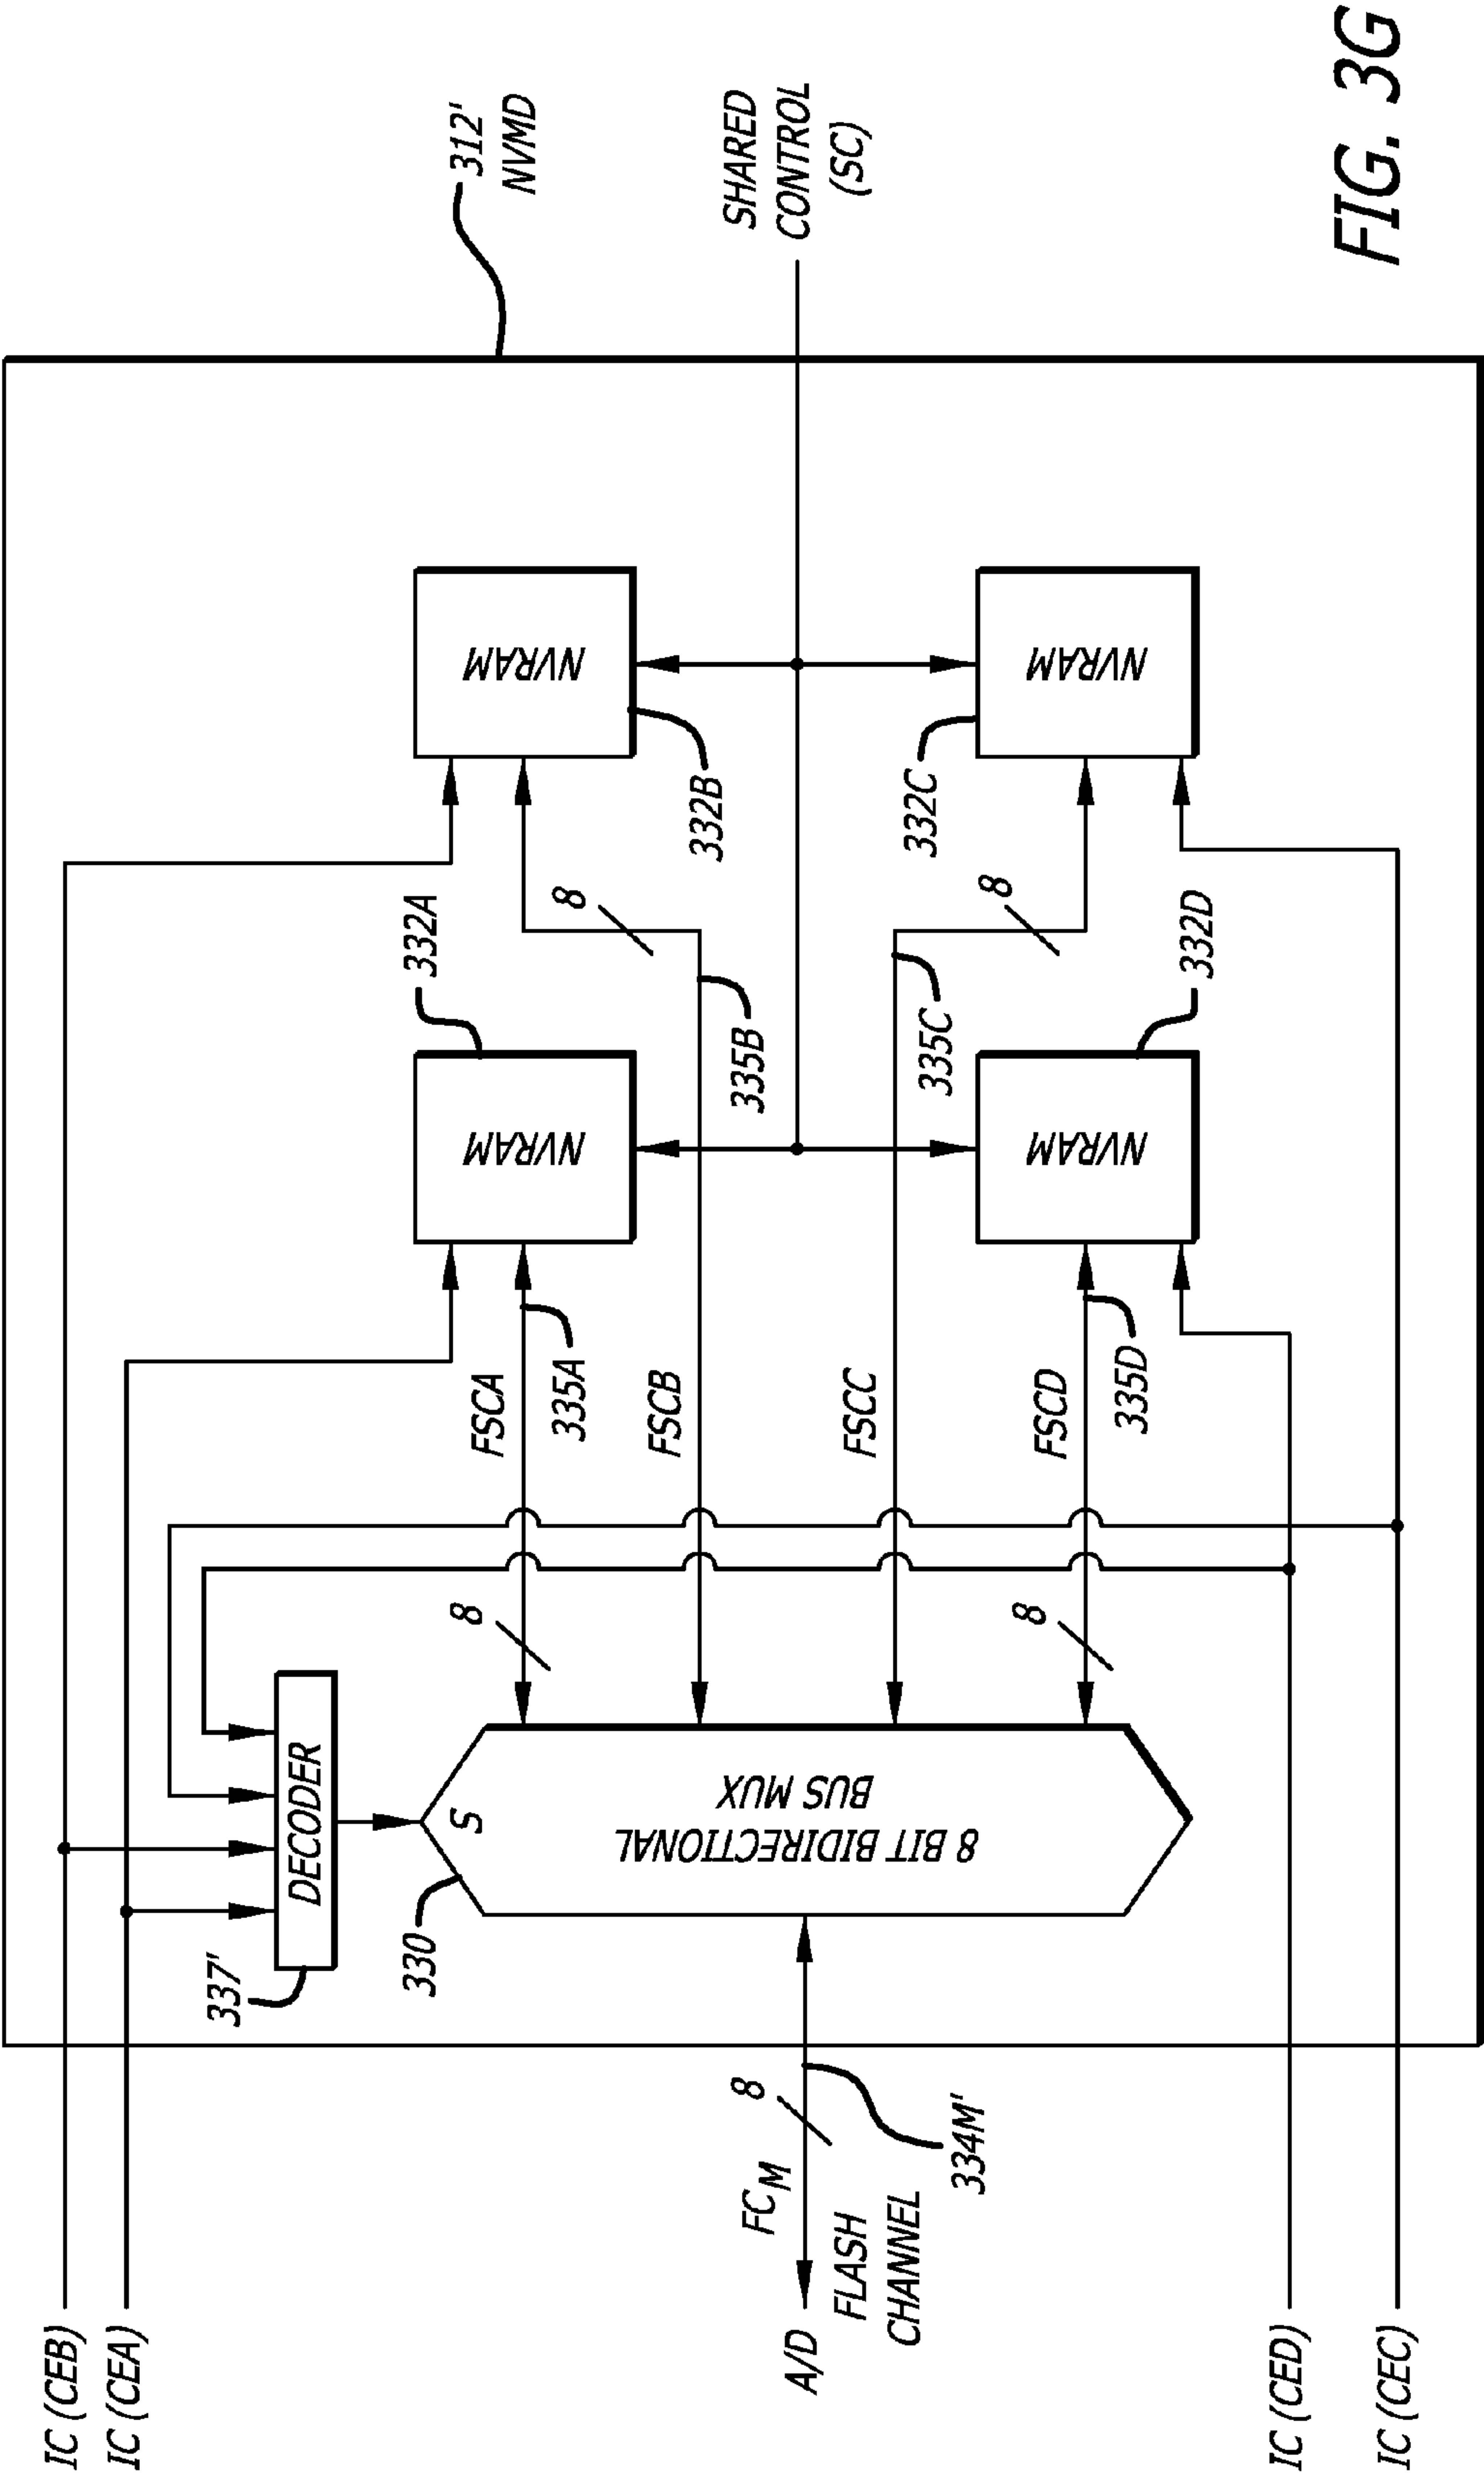 IC (CEB)
IC (CEA)
337'
DECODER
330
S
8 BIT BIDIRECTIONAL
BUS MUX
A/D
FC M
8
FLASH
CHANNEL
334M'
8
FSCA
335A
FSCB
335B
8
FSCC
335C
8
8
FSCD
335D
NVRAM
332A
NVRAM
332B
NVRAM
332C
NVRAM
332D
312'
NVMD
SHARED
CONTROL
(SC)
IC (CED)
IC (CEC)
FIG. 3G